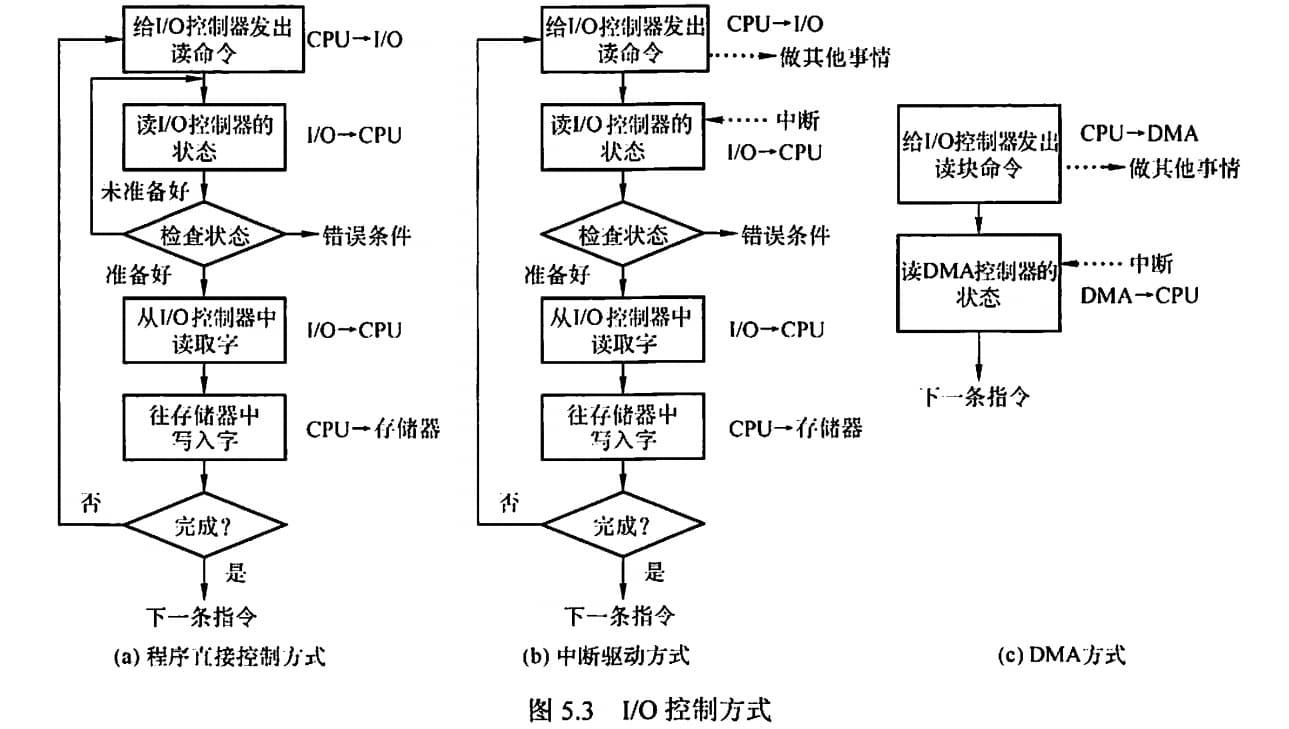 给I/O控制器发出
读命令
CPU→I/O
读I/O控制器的
状态
I/O→CPU
未准备好
检查状态
错误条件
准备好
从I/O控制器中
读取字
I/O→CPU
往存储器中
写入字
CPU→存储器
否
完成?
是
下一条指令
(a) 程序直接控制方式
给I/O控制器发出
读命令
CPU→I/O
做其他事情
读I/O控制器的
状态
中断
I/O→CPU
检查状态
错误条件
准备好
从I/O控制器中
读取字
I/O→CPU
往存储器中
写入字
CPU→存储器
否
完成?
是
下一条指令
(b) 中断驱动方式
给I/O控制器发出
读块命令
CPU→DMA
做其他事情
读DMA控制器的
状态
中断
DMA→CPU
下一条指令
(c) DMA方式
图 5.3 I/O 控制方式